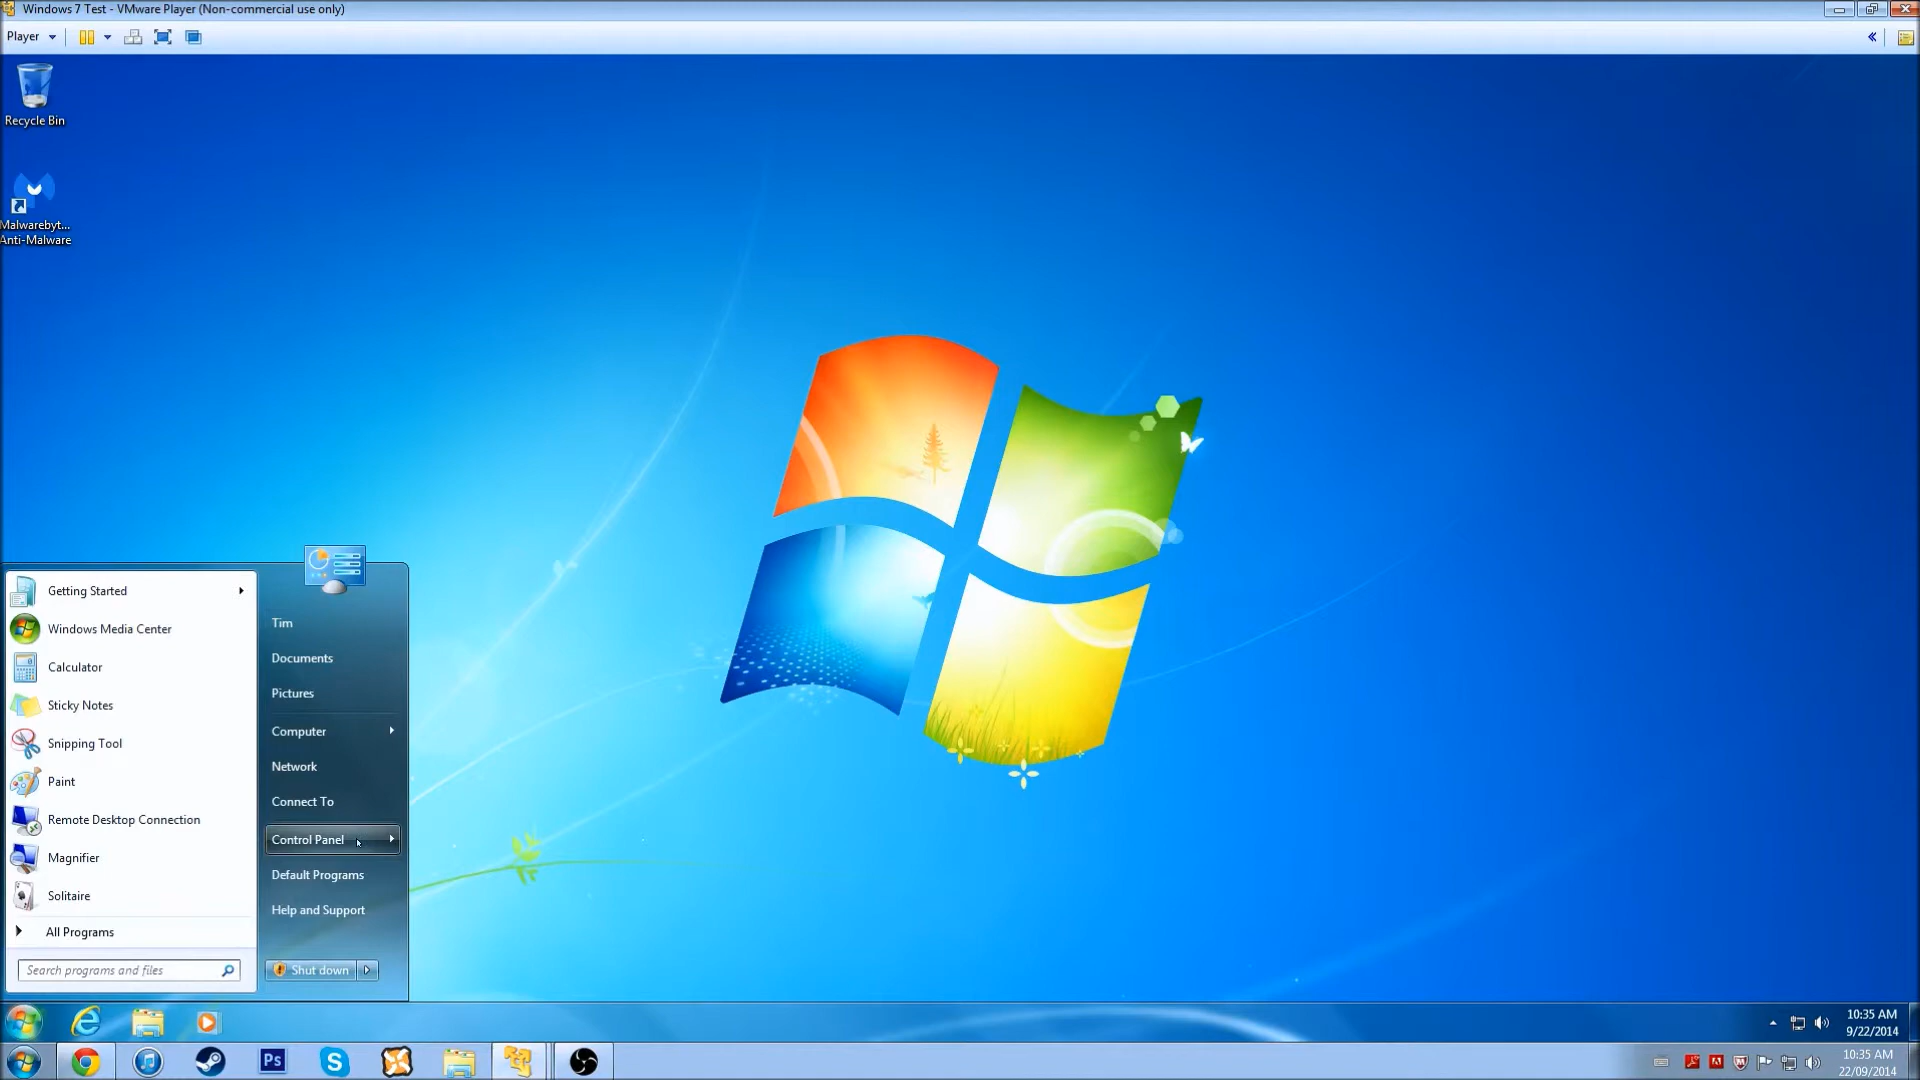 Windows 7 Test - VMware Player (Non-commercial use only)
Player
Recycle Bin
Malwarebyt...
Anti-Malware
Getting Started
Windows Media Center
Calculator
Sticky Notes
Snipping Tool
Paint
Remote Desktop Connection
Magnifier
Solitaire
All Programs
Search programs and files
Tim
Documents
Pictures
Computer
Network
Connect To
Control Panel
Default Programs
Help and Support
Shut down
10:35 AM
9/22/2014
Ps
10:35 AM
22/09/2014